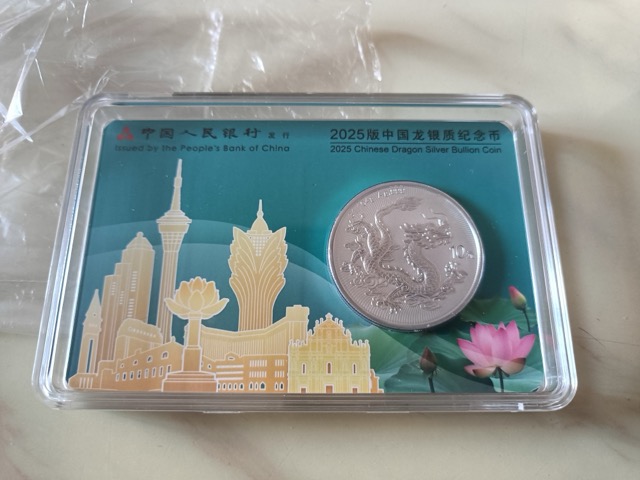 中国人民银行 发行
Issued by the People's Bank of China
2025版中国龙银质纪念币
2025 Chinese Dragon Silver Bullion Coin
10